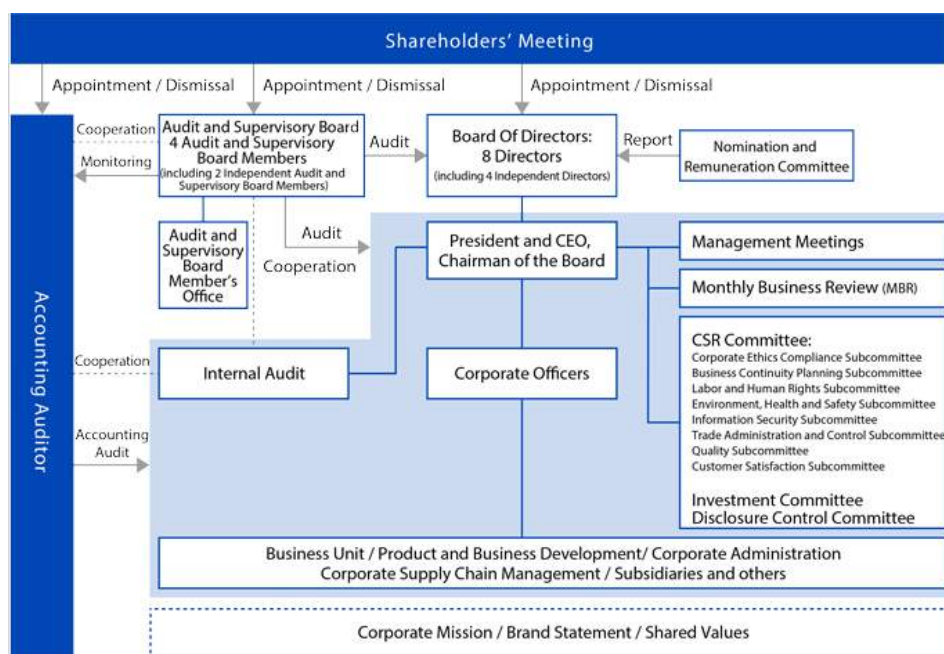 Shareholders' Meeting
Appointment / Dismissal
Appointment / Dismissal
Appointment / Dismissal
Accounting Auditor
Cooperation
Monitoring
Audit and Supervisory Board
4 Audit and Supervisory
Board Members
(including 2 Independent Audit and
Supervisory Board Members)
Audit
Board Of Directors:
8 Directors
(including 4 Independent Directors)
Report
Nomination and
Remuneration Committee
Audit and
Supervisory
Board
Member's
Office
Audit
Cooperation
President and CEO,
Chairman of the Board
Management Meetings
Monthly Business Review (MBR)
Cooperation
Internal Audit
Corporate Officers
CSR Committee:
Corporate Ethics Compliance Subcommittee
Business Continuity Planning Subcommittee
Labor and Human Rights Subcommittee
Environment, Health and Safety Subcommittee
Information Security Subcommittee
Trade Administration and Control Subcommittee
Quality Subcommittee
Customer Satisfaction Subcommittee
Investment Committee
Disclosure Control Committee
Accounting
Audit
Business Unit / Product and Business Development/ Corporate Administration
Corporate Supply Chain Management / Subsidiaries and others
Corporate Mission / Brand Statement / Shared Values